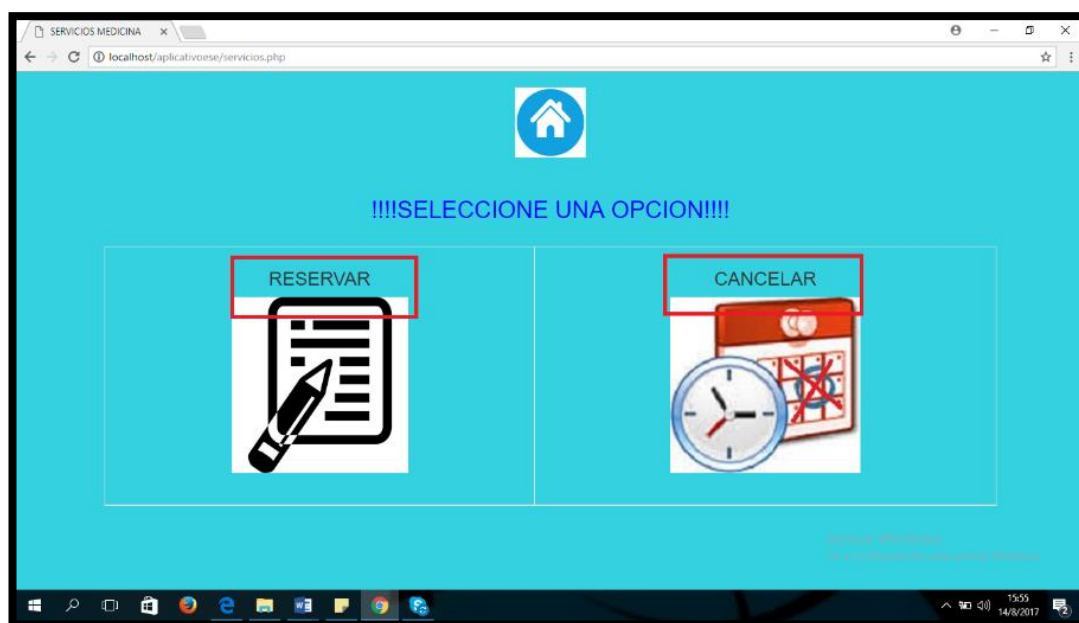 SERVICIOS MEDICINA
localhost/aplicativoese/servicios.php
!!!!SELECCIONE UNA OPCION!!!!
RESERVAR
CANCELAR
15:55
14/8/2017